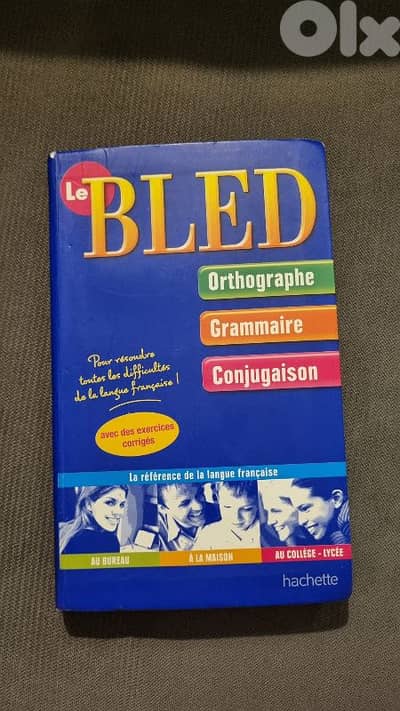 Olx
Le
BLED
Orthographe
Grammaire
Conjugaison
Pour résoudre
toutes les difficultés
de la langue française !
avec des exercices
corrigés
La référence de la langue française
AU BUREAU
À LA MAISON
AU COLLÈGE - LYCÉE
hachette